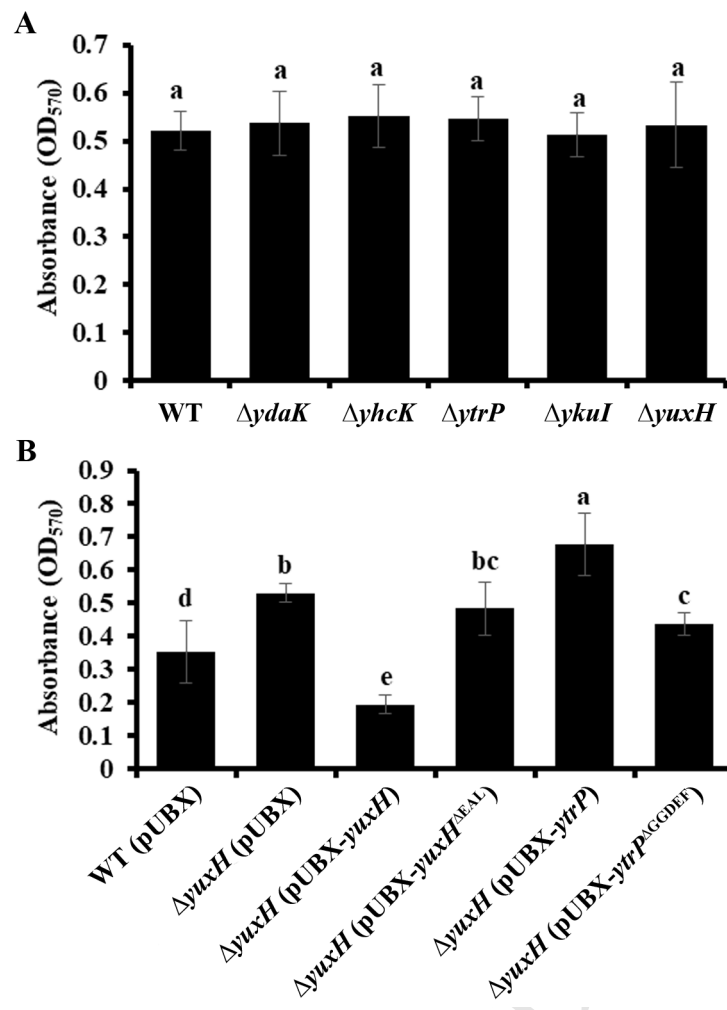 A
Absorbance (OD570)
0.7
0.6
0.5
0.4
0.3
0.2
0.1
0
a a a a a a
WT ΔydaK ΔyhcK ΔytrP ΔykuI ΔyuxH
B
Absorbance (OD570)
0.9
0.8
0.7
0.6
0.5
0.4
0.3
0.2
0.1
0
d b e bc a c
WT (pUBX)
ΔyuxH (pUBX)
ΔyuxH (pUBX-yuxH)
ΔyuxH (pUBX-yuxHΔEAL)
ΔyuxH (pUBX-ytrP)
ΔyuxH (pUBX-ytrPΔGGDEF)